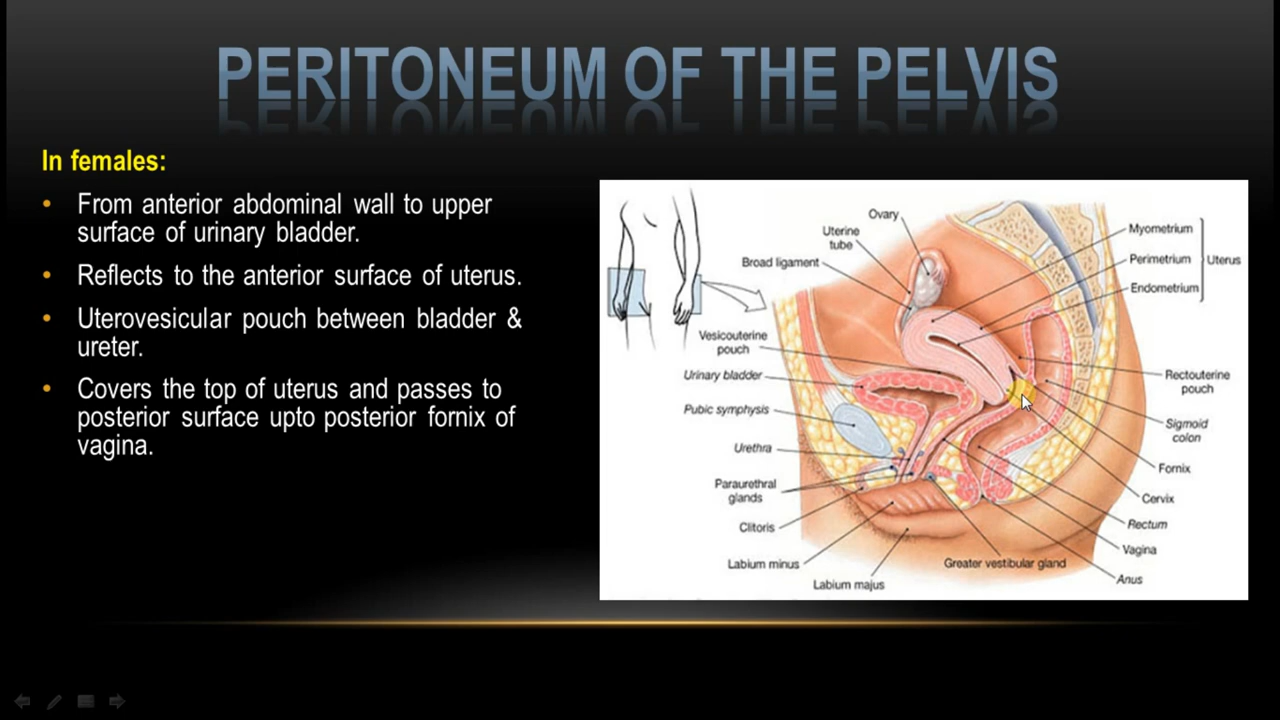 PERITONEUM OF THE PELVIS
In females:
• From anterior abdominal wall to upper
surface of urinary bladder.
• Reflects to the anterior surface of uterus.
• Uterovesicular pouch between bladder &
ureter.
• Covers the top of uterus and passes to
posterior surface upto posterior fornix of
vagina.
Ovary
Uterine
tube
Broad ligament
Vesicouterine
pouch
Urinary bladder
Pubic symphysis
Urethra
Paraurethral
glands
Clitoris
Labium minus
Labium majus
Myometrium
Perimetrium
Uterus
Endometrium
Rectouterine
pouch
Sigmoid
colon
Fornix
Cervix
Rectum
Vagina
Greater vestibular gland
Anus